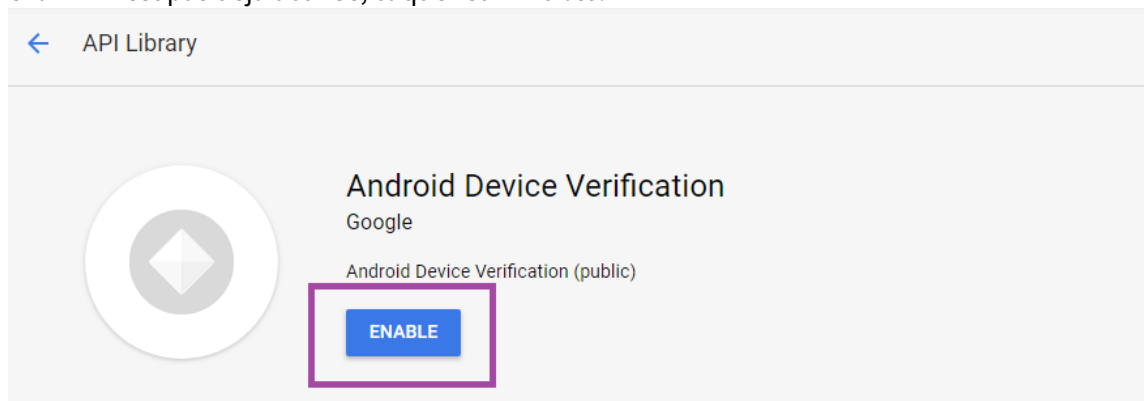 API Library
Android Device Verification
Google
Android Device Verification (public)
ENABLE